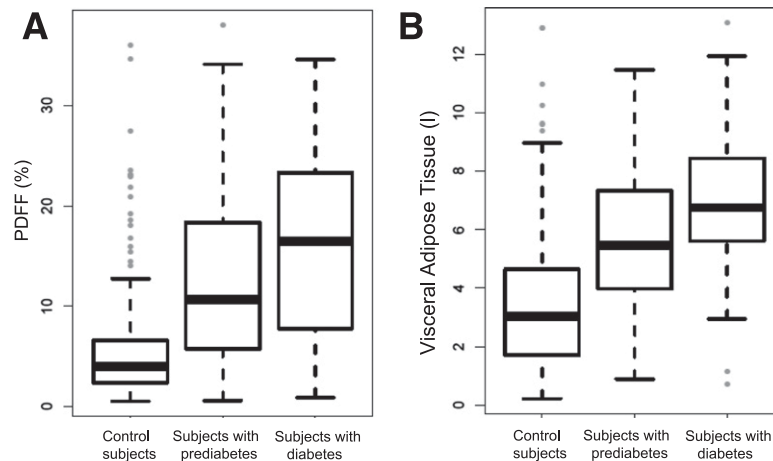 A
PDFF (%)
30
20
10
0
Control
subjects
Subjects with
prediabetes
Subjects with
diabetes
B
Visceral Adipose Tissue (l)
12
10
8
6
4
2
0
Control
subjects
Subjects with
prediabetes
Subjects with
diabetes